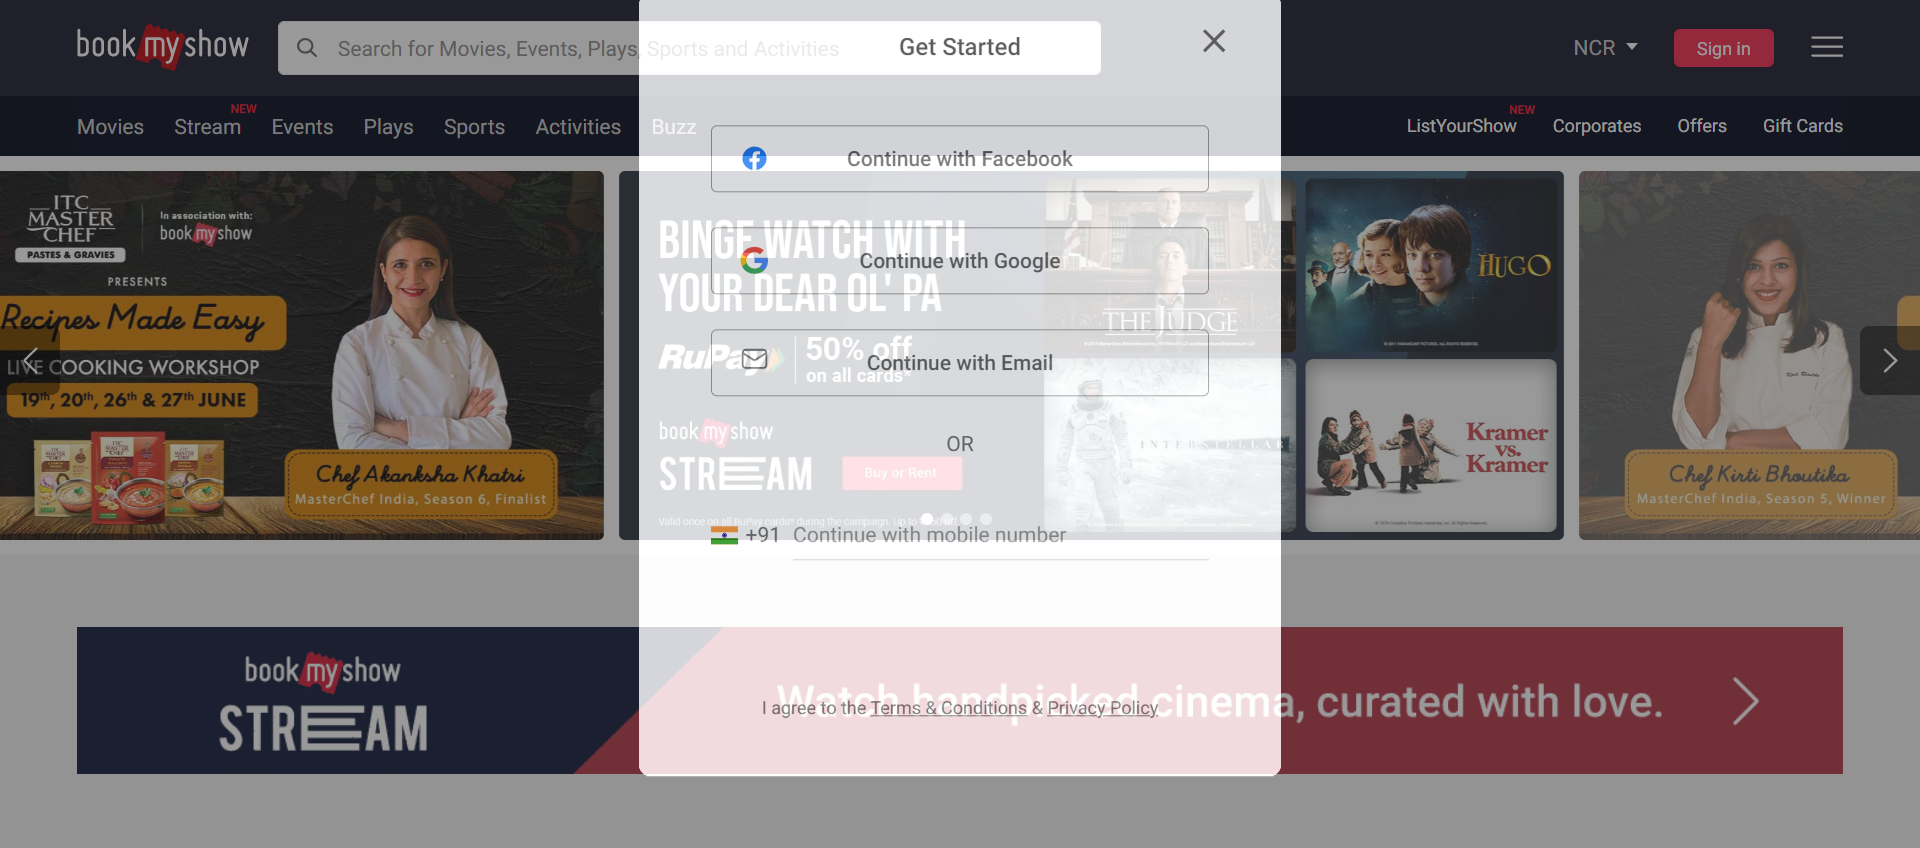 book my show
Search for Movies, Events, Plays, Sports and Activities
Get Started
NCR
Sign in
Movies
Stream
NEW
Events
Plays
Sports
Activities
Buzz
ListYourShow
NEW
Corporates
Offers
Gift Cards
Continue with Facebook
Continue with Google
Continue with Email
OR
+91 Continue with mobile number
I agree to the Terms & Conditions & Privacy Policy
ITC
MASTER
CHEF
PASTES & GRAVIES
In association with:
book my show
PRESENTS
Recipes Made Easy
LIVE COOKING WORKSHOP
19th, 20th, 26th & 27th JUNE
Chef Akanksha Khatri
MasterChef India, Season 6, Finalist
BINGE WATCH WITH
YOUR DEAR OL' PA
RuPay
50% off
on all cards*
book my show
STREAM
Buy or Rent
Valid once on all RuPay cards* during the campaign.
THE JUDGE
HUGO
INTERSTELLAR
Kramer
vs.
Kramer
Chef Kirti Bhoutika
MasterChef India, Season 5, Winner
book my show
STREAM
Watch handpicked cinema, curated with love.